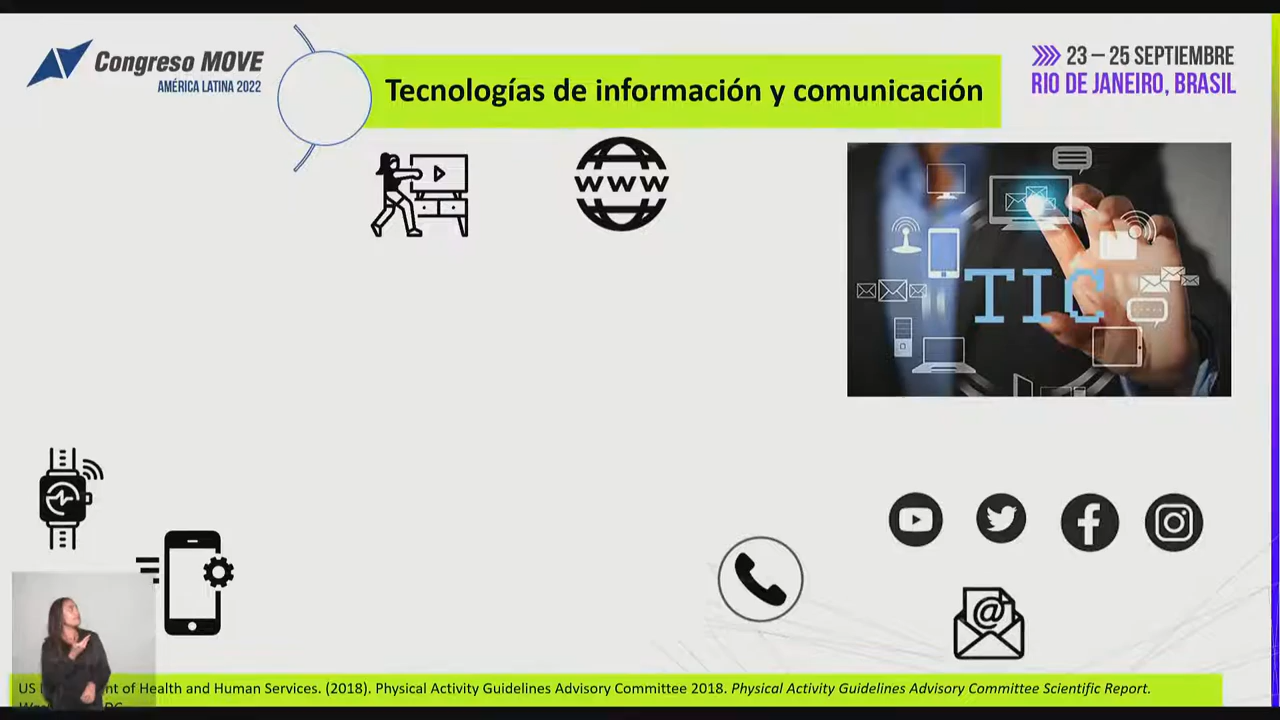 Congreso MOVE
AMÉRICA LATINA 2022
Tecnologías de información y comunicación
23 – 25 SEPTIEMBRE
RIO DE JANEIRO, BRASIL
WWW
TIC
US nt of Health and Human Services. (2018). Physical Activity Guidelines Advisory Committee 2018. Physical Activity Guidelines Advisory Committee Scientific Report.